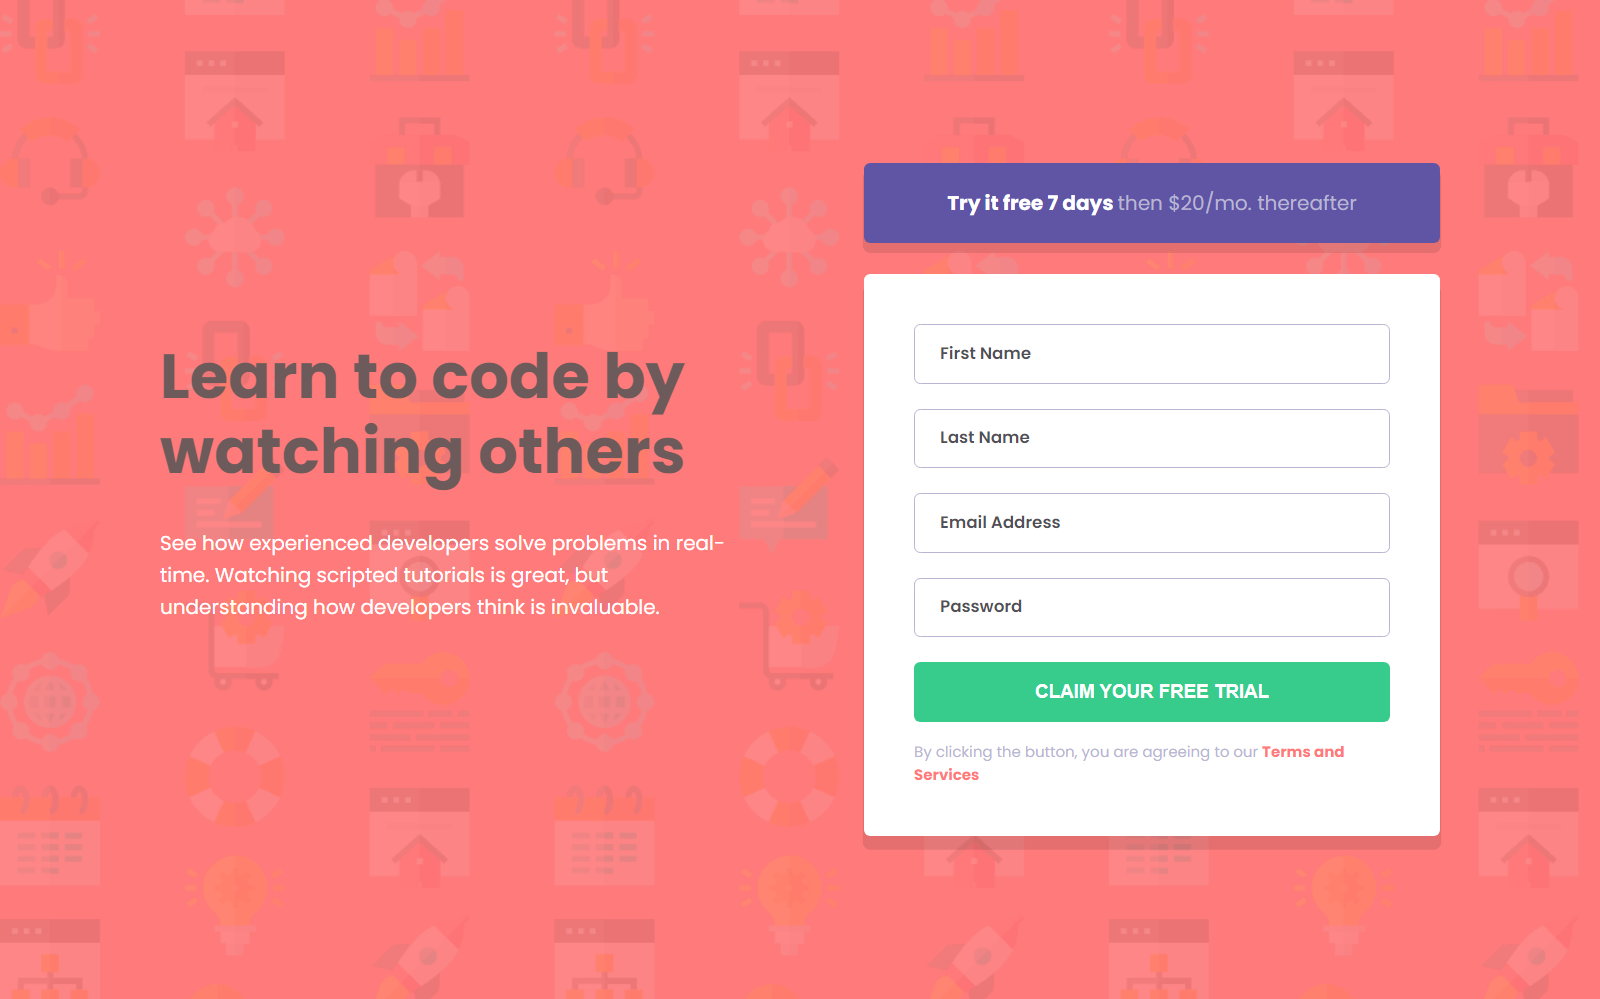 Learn to code by
watching others
See how experienced developers solve problems in real-
time. Watching scripted tutorials is great, but
understanding how developers think is invaluable.
Try it free 7 days then $20/mo. thereafter
First Name
Last Name
Email Address
Password
CLAIM YOUR FREE TRIAL
By clicking the button, you are agreeing to our Terms and
Services